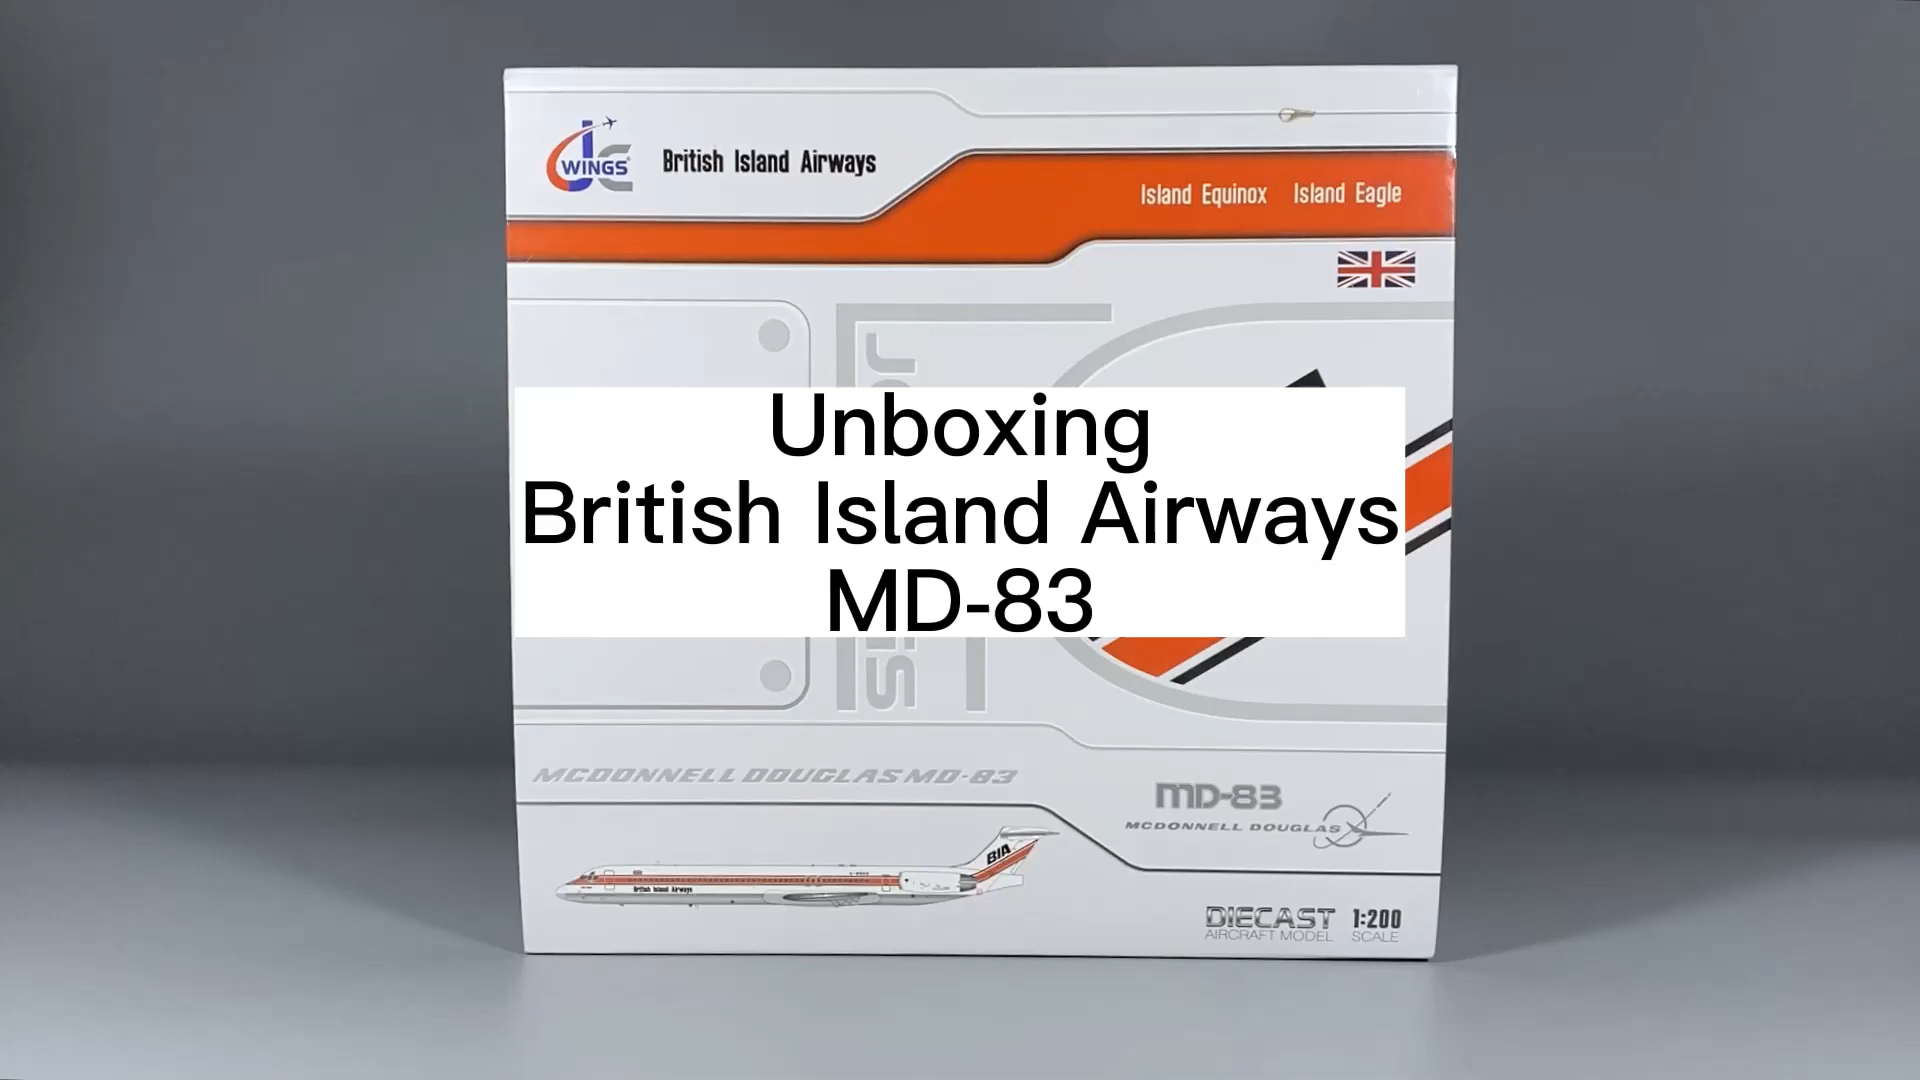 JC
WINGS
British Island Airways
Island Equinox Island Eagle
Unboxing
British Island Airways
MD-83
MCDONNELL DOUGLAS MD-83
MD-83
MCDONNELL DOUGLAS
BIA
British Island Airways
DIECAST 1:200
AIRCRAFT MODEL SCALE